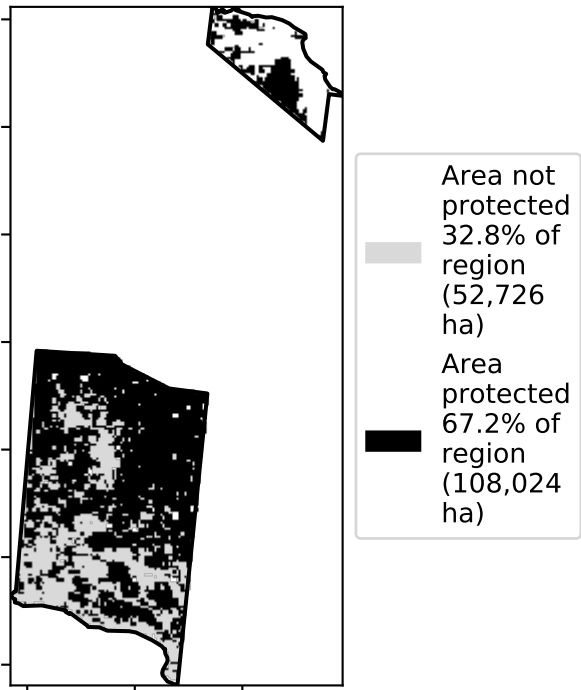 Area not
protected
32.8% of
region
(52,726
ha)
Area
protected
67.2% of
region
(108,024
ha)